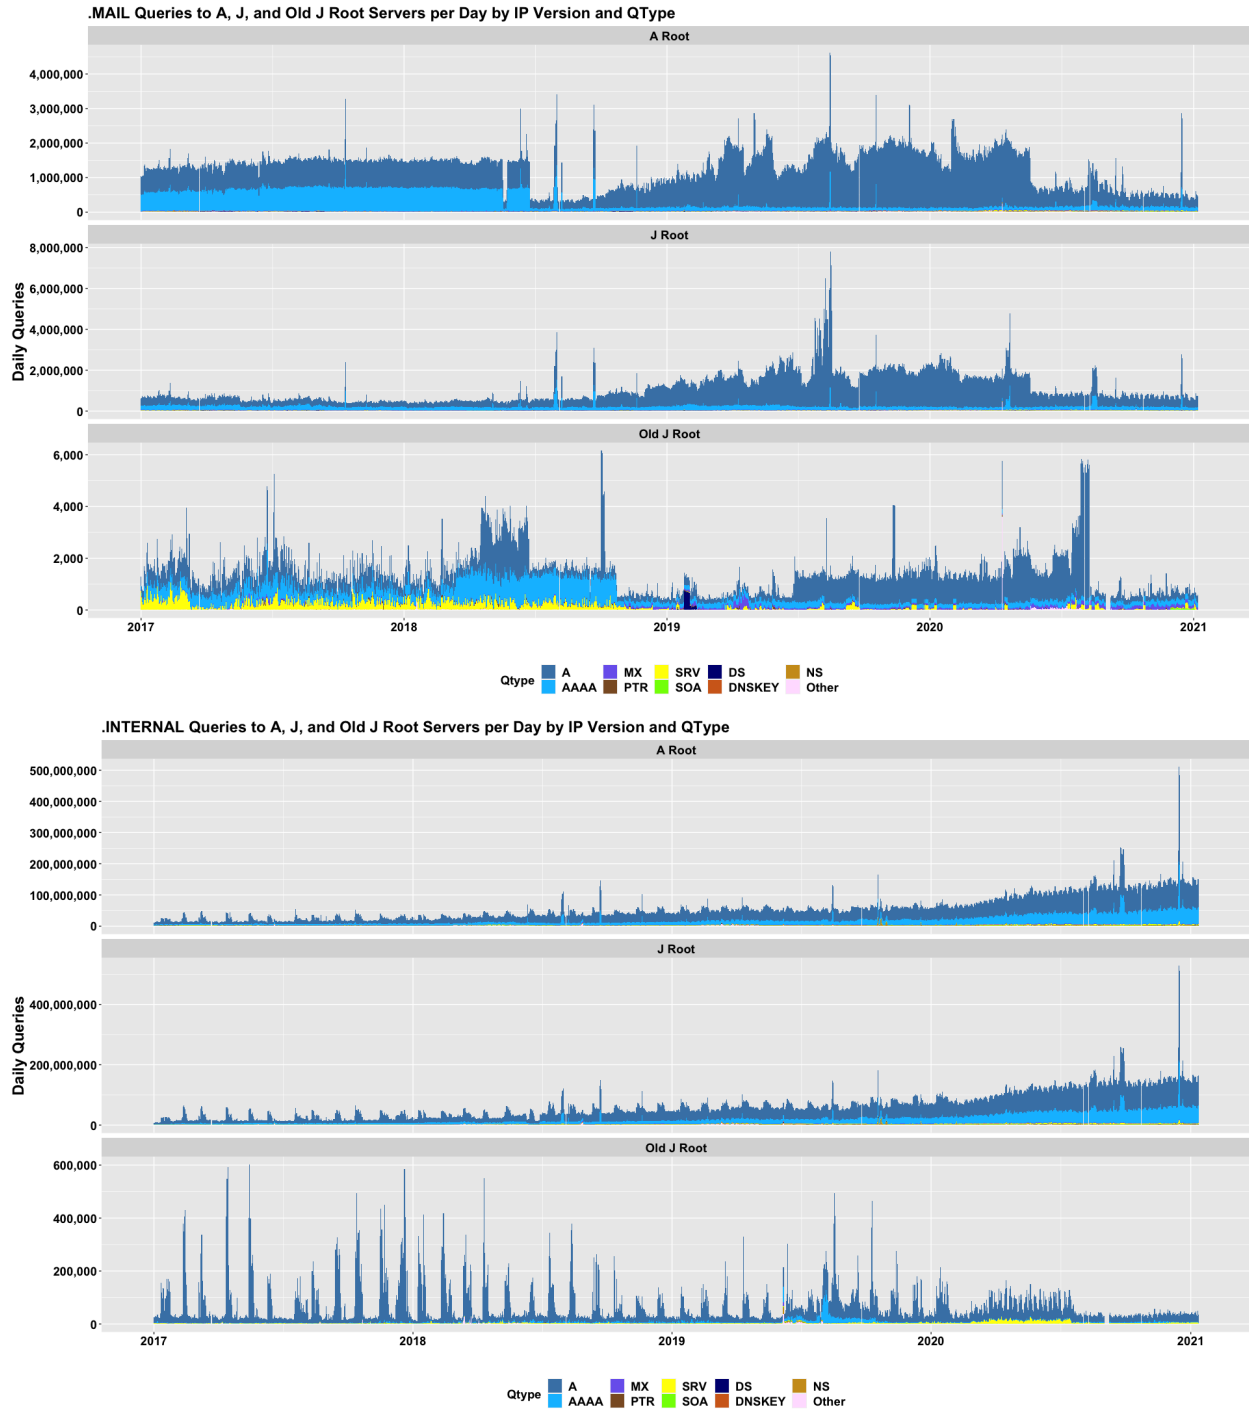 .MAIL Queries to A, J, and Old J Root Servers per Day by IP Version and QType
A Root
4,000,000
3,000,000
2,000,000
1,000,000
0
J Root
8,000,000
6,000,000
4,000,000
2,000,000
0
Daily Queries
Old J Root
6,000
4,000
2,000
0
2017 2018 2019 2020 2021
Qtype A MX SRV DS NS
AAAA PTR SOA DNSKEY Other
.INTERNAL Queries to A, J, and Old J Root Servers per Day by IP Version and QType
A Root
500,000,000
400,000,000
300,000,000
200,000,000
100,000,000
0
J Root
400,000,000
200,000,000
0
Daily Queries
Old J Root
600,000
400,000
200,000
0
2017 2018 2019 2020 2021
Qtype A MX SRV DS NS
AAAA PTR SOA DNSKEY Other